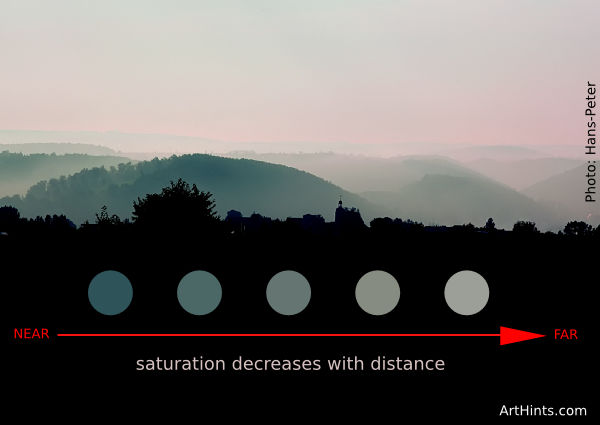 Photo: Hans-Peter
NEAR
FAR
saturation decreases with distance
ArtHints.com